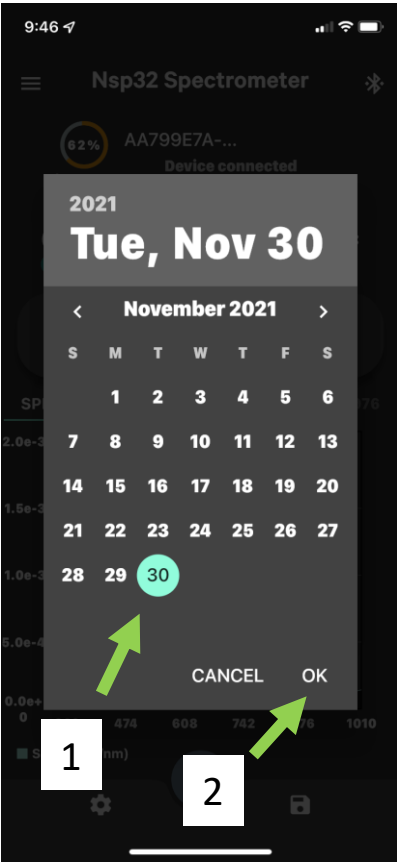 9:46
Nsp32 Spectrometer
62%
AA799E7A-...
Device connected
2021
Tue, Nov 30
November 2021
S M T W T F S
1 2 3 4 5 6
7 8 9 10 11 12 13
14 15 16 17 18 19 20
21 22 23 24 25 26 27
28 29 30
CANCEL OK
2.0e-3
1.5e-3
1.0e-3
5.0e-4
0.0e+
0 474 608 742 1010
nm)
1
2